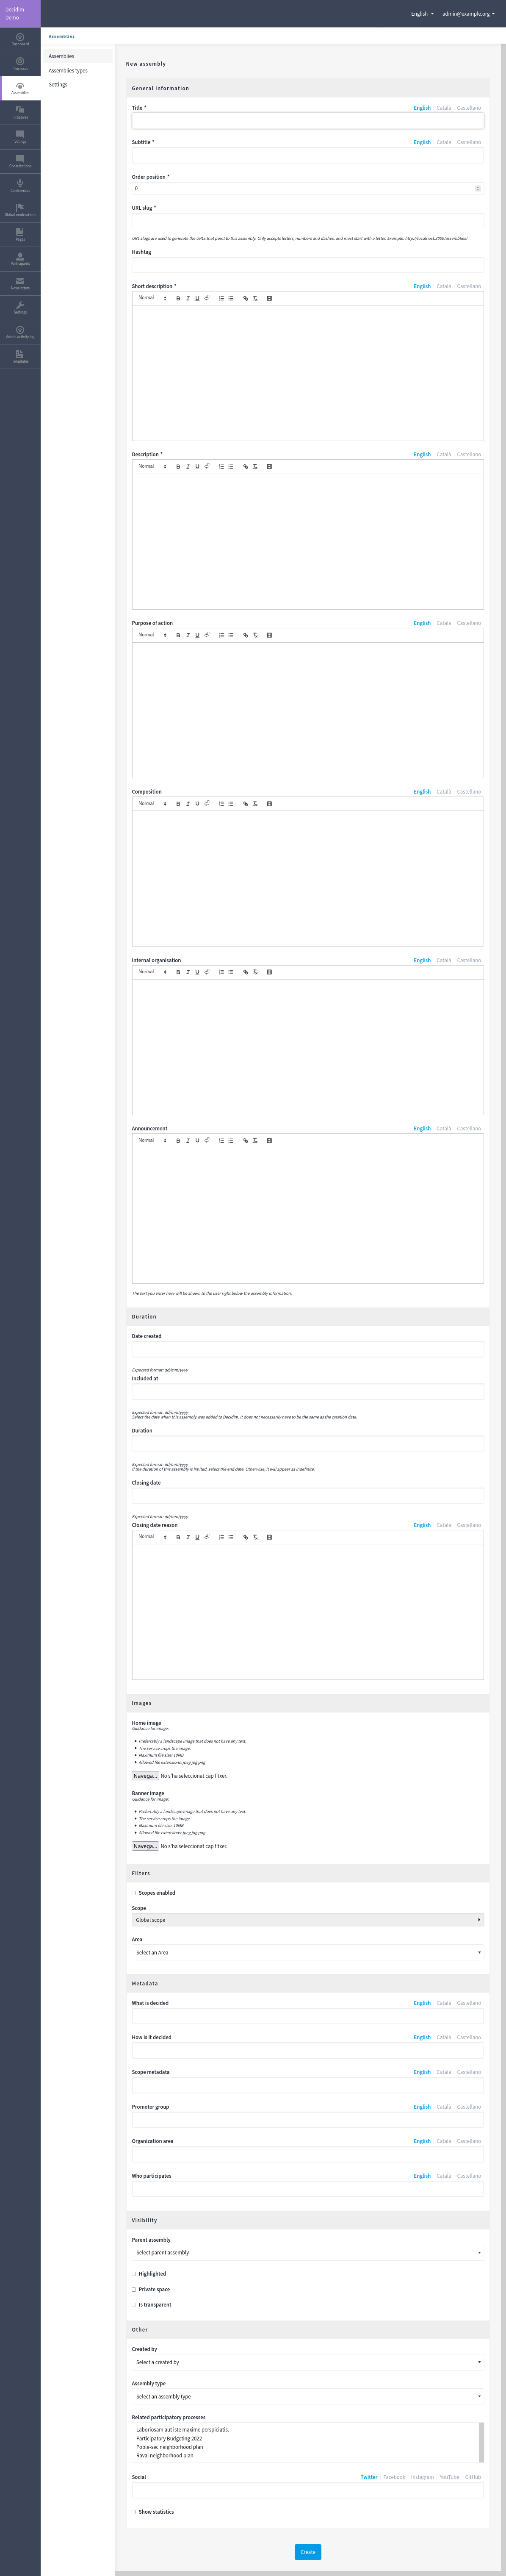 Decidim
Demo
English
admin@example.org
Dashboard
Processes
Assemblies
Initiatives
Votings
Consultations
Conferences
Global moderations
Pages
Participants
Newsletters
Settings
Admin activity log
Templates
Assemblies
Assemblies
Assemblies types
Settings
New assembly
General Information
Title * English Català Castellano
Subtitle * English Català Castellano
Order position *
0
URL slug *
URL slugs are used to generate the URLs that point to this assembly. Only accepts letters, numbers and dashes, and must start with a letter. Example: http://localhost:3000/assemblies/
Hashtag
Short description * English Català Castellano
Normal
Description * English Català Castellano
Normal
Purpose of action English Català Castellano
Normal
Composition English Català Castellano
Normal
Internal organisation English Català Castellano
Normal
Announcement English Català Castellano
Normal
The text you enter here will be shown to the user right below the assembly information.
Duration
Date created
Expected format: dd/mm/yyyy
Included at
Expected format: dd/mm/yyyy
Select the date when this assembly was added to Decidim. It does not necessarily have to be the same as the creation date.
Duration
Expected format: dd/mm/yyyy
If the duration of this assembly is limited, select the end date. Otherwise, it will appear as indefinite.
Closing date
Expected format: dd/mm/yyyy
Closing date reason English Català Castellano
Normal
Images
Home image
Guidance for image:
Preferrably a landscape image that does not have any text.
The service crops the image.
Maximum file size: 10MB
Allowed file extensions: jpeg jpg png
Navega... No s'ha seleccionat cap fitxer.
Banner image
Guidance for image:
Preferrably a landscape image that does not have any text.
The service crops the image.
Maximum file size: 10MB
Allowed file extensions: jpeg jpg png
Navega... No s'ha seleccionat cap fitxer.
Filters
Scopes enabled
Scope
Global scope
Area
Select an Area
Metadata
What is decided English Català Castellano
How is it decided English Català Castellano
Scope metadata English Català Castellano
Promoter group English Català Castellano
Organization area English Català Castellano
Who participates English Català Castellano
Visibility
Parent assembly
Select parent assembly
Highlighted
Private space
Is transparent
Other
Created by
Select a created by
Assembly type
Select an assembly type
Related participatory processes
Laboriosam aut iste maxime perspiciatis.
Participatory Budgeting 2022
Poble-sec neighborhood plan
Raval neighborhood plan
Social Twitter Facebook Instagram YouTube GitHub
Show statistics
Create